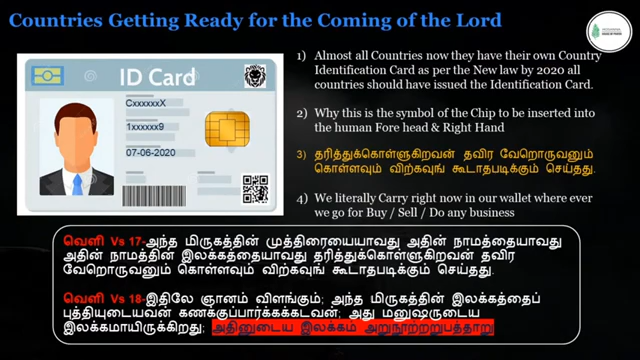 Countries Getting Ready for the Coming of the Lord
ID Card
CxxxxxxX
1xxxxxx9
07-06-2020
1) Almost all Countries now they have their own Country
Identification Card as per the New law by 2020 all
countries should have issued the Identification Card.
2) Why this is the symbol of the Chip to be inserted into
the human Fore head & Right Hand
3) தரித்துக்கொள்ளுகிறவன் தவிர வேறொருவனும்
கொள்ளவும் விற்கவுங் கூடாதபடிக்கும் செய்தது.
4) We literally Carry right now in our wallet where ever
we go for Buy / Sell / Do any business
வெளி Vs 17-அந்த மிருகத்தின் முத்திரையையாவது அதின் நாமத்தையாவது
அதின் நாமத்தின் இலக்கத்தையாவது தரித்துக்கொள்ளுகிறவன் தவிர
வேறொருவனும் கொள்ளவும் விற்கவுங் கூடாதபடிக்கும் செய்தது.
வெளி Vs 18-இதிலே ஞானம் விளங்கும்; அந்த மிருகத்தின் இலக்கத்தைப்
புத்தியுடையவன் கணக்குப்பார்க்கக்கடவன்; அது மனுஷருடைய
இலக்கமாயிருக்கிறது; அதினுடைய இலக்கம் அறுநூற்றறுபத்தாறு